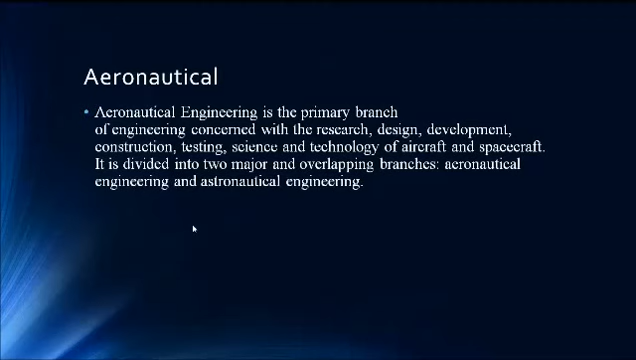 Aeronautical
• Aeronautical Engineering is the primary branch
of engineering concerned with the research, design, development,
construction, testing, science and technology of aircraft and spacecraft.
It is divided into two major and overlapping branches: aeronautical
engineering and astronautical engineering.